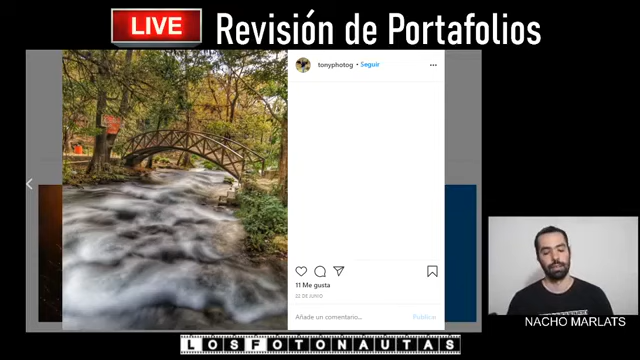 LIVE Revisión de Portafolios
tonyphotog • Seguir
11 Me gusta
22 DE JUNIO
Añade un comentario...
Publicar
NACHO MARLATS
LOSFOTONAUTAS